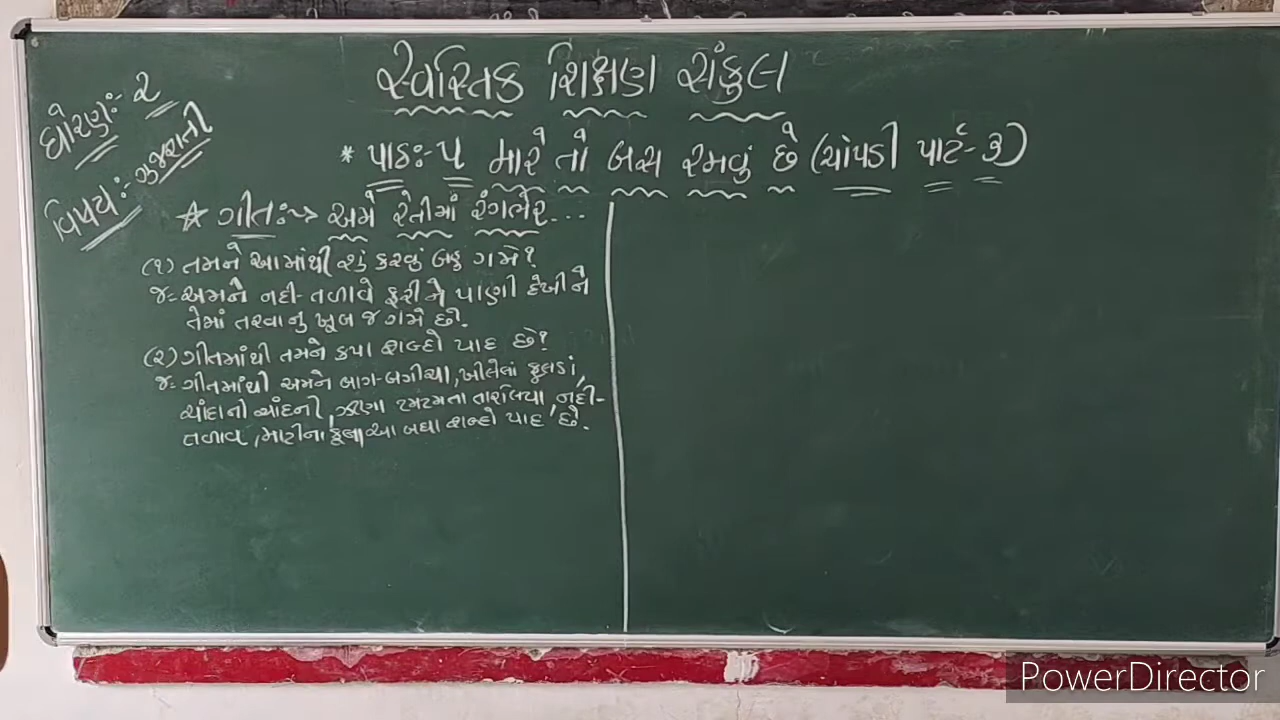 સ્વસ્તિક શિક્ષણ સંકુલ
ધોરણઃ- ૨
વિષયઃ- ગુજરાતી
* પાઠઃ- ૫ મારે તો બસ રમવું છે (ચોપડી પાર્ટ- ૩)
☆ ગીતઃ-> અમે રેતીમાં રંગભેર...
(૧) તમને આમાંથી શું કરવું બહુ ગમે?
જ- અમને નદી-તળાવે ફરીને પાણી દેખીને
તેમાં તરવાનું ખૂબ જ ગમે છે.
(૨) ગીતમાંથી તમને કયા શબ્દો યાદ છે?
જ- ગીતમાંથી અમને બાગ-બગીચા, ખીલેલાં ફૂલડાં,
ચાંદાની ચાંદની, ઝીણા ટમટમતા તારલિયા, નદી-
તળાવ, માટીના કૂબા આ બધા શબ્દો યાદ છે.
PowerDirector